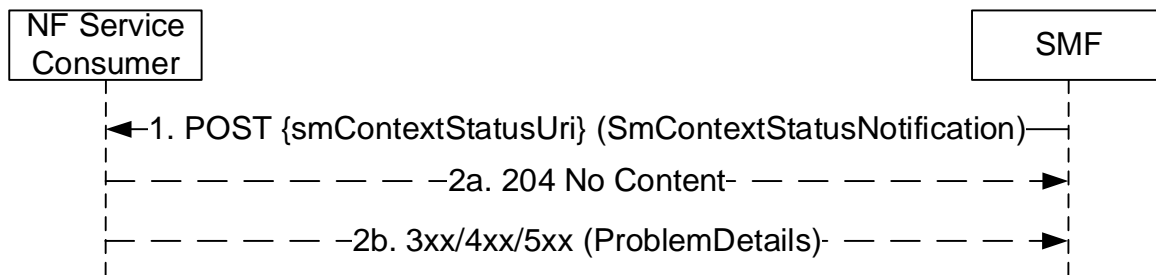 NF Service
Consumer
SMF
1. POST {smContextStatusUri} (SmContextStatusNotification)
2a. 204 No Content
2b. 3xx/4xx/5xx (ProblemDetails)